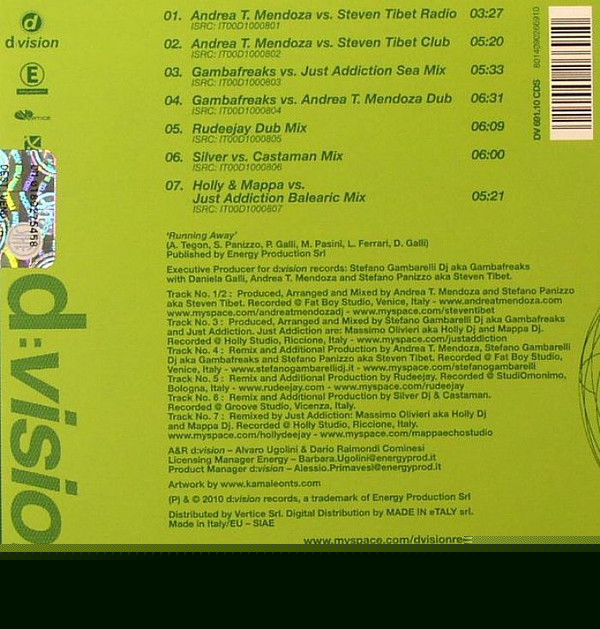 01. Andrea T. Mendoza vs. Steven Tibet Radio 03:27
ISRC: IT00D1000801
02. Andrea T. Mendoza vs. Steven Tibet Club 05:20
ISRC: IT00D1000802
03. Gambafreaks vs. Just Addiction Sea Mix 05:33
ISRC: IT00D1000803
04. Gambafreaks vs. Andrea T. Mendoza Dub 06:31
ISRC: IT00D1000804
05. Rudeejay Dub Mix 06:09
ISRC: IT00D1000805
06. Silver vs. Castaman Mix 06:00
ISRC: IT00D1000806
07. Holly & Mappa vs.
Just Addiction Balearic Mix 05:21
ISRC: IT00D1000807
'Running Away'
(A. Tegon, S. Panizzo, P. Galli, M. Pasini, L. Ferrari, D. Galli)
Published by Energy Production Srl
Executive Producer for d:vision records: Stefano Gambarelli Dj aka Gambafreaks
with Daniela Galli, Andrea T. Mendoza and Stefano Panizzo aka Steven Tibet.
Track No. 1/2 : Produced, Arranged and Mixed by Andrea T. Mendoza and Stefano Panizzo
aka Steven Tibet. Recorded @ Fat Boy Studio, Venice, Italy - www.andreatmendoza.com
www.myspace.com/andreatmendozadj - www.myspace.com/steventibet
Track No. 3 : Produced, Arranged and Mixed by Stefano Gambarelli Dj aka Gambafreaks
and Just Addiction. Just Addiction are: Massimo Olivieri aka Holly Dj and Mappa Dj.
Recorded @ Holly Studio, Riccione, Italy - www.myspace.com/justaddiction
Track No. 4 : Remix and Additional Production by Andrea T. Mendoza, Stefano Gambarelli
Dj aka Gambafreaks and Stefano Panizzo aka Steven Tibet. Recorded @ Fat Boy Studio,
Venice, Italy - www.stefanogambarellidj.it - www.myspace.com/stefanogambarelli
Track No. 5 : Remix and Additional Production by Rudeejay. Recorded @ StudiOmonimo,
Bologna, Italy - www.rudeejay.com - www.myspace.com/rudeejay
Track No. 6 : Remix and Additional Production by Silver Dj & Castaman.
Recorded @ Groove Studio, Vicenza, Italy.
Track No. 7 : Remixed by Just Addiction: Massimo Olivieri aka Holly Dj
and Mappa Dj. Recorded @ Holly Studio, Riccione, Italy.
www.myspace.com/hollydeejay - www.myspace.com/mappaechostudio
A&R d:vision – Alvaro Ugolini & Dario Raimondi Cominesi
Licensing Manager Energy – Barbara.Ugolini@energyprod.it
Product Manager d:vision – Alessio.Primavesi@energyprod.it
Artwork by www.kamaleonts.com
(P) & © 2010 d:vision records, a trademark of Energy Production Srl
Distributed by Vertice Srl. Digital Distribution by MADE IN eTALY srl.
Made in Italy/EU – SIAE
www.myspace.com/dvisionre
d
d:vision
E
d:visio
DV 691.10 CDS